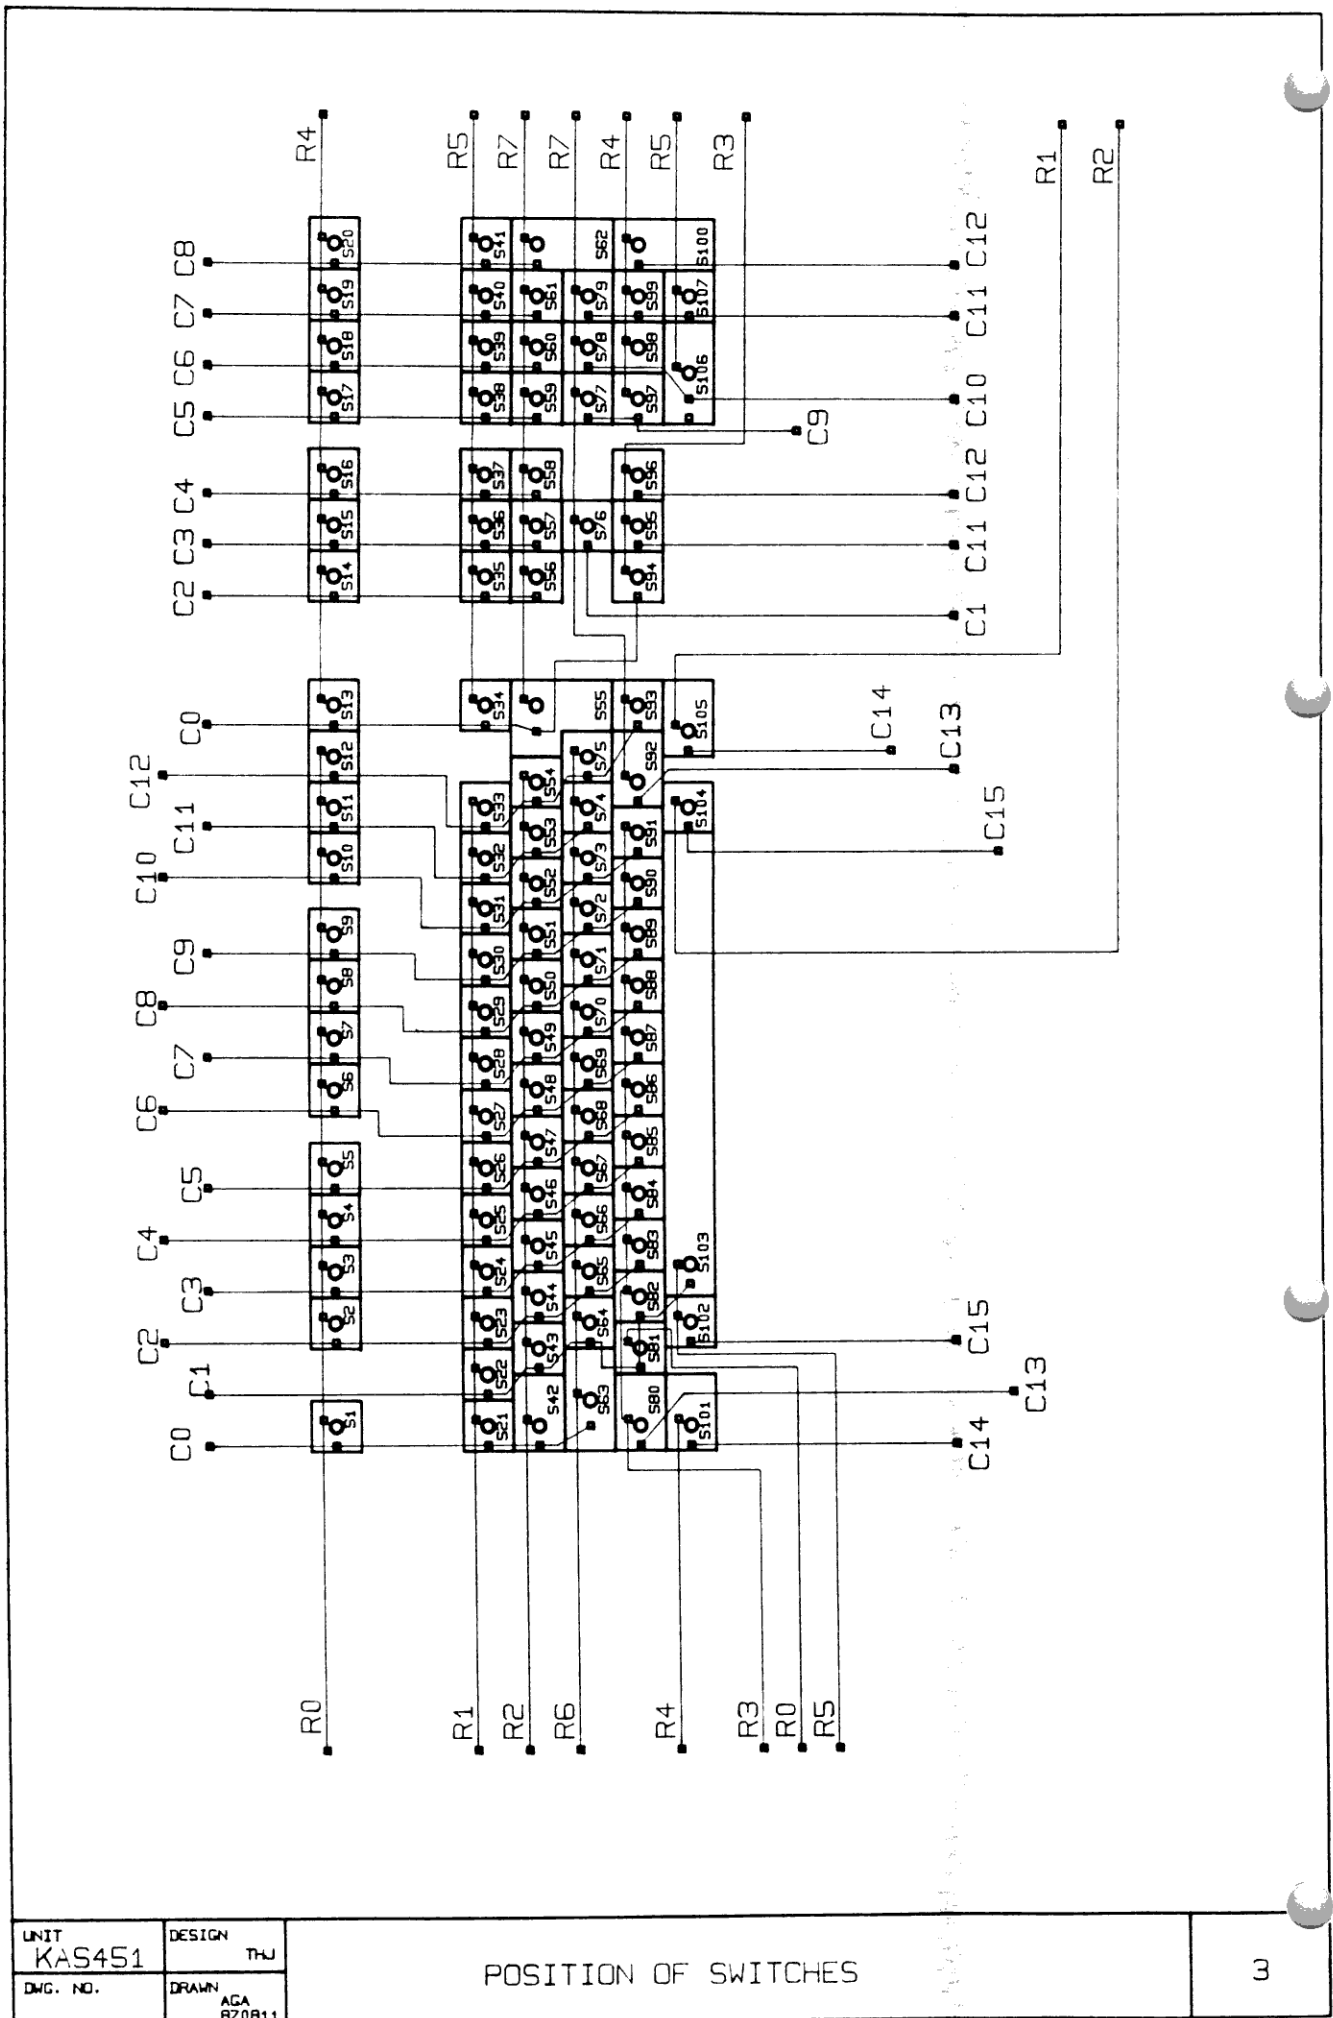 R4
R5
R7
R7
R4
R5
R3
R1
R2
C8
C7
C6
C5
C4
C3
C2
C0
C12
C11
C10
C9
C8
C7
C6
C5
C4
C3
C2
C1
C0
S20
S19
S18
S17
S16
S15
S14
S13
S12
S11
S10
S9
S8
S7
S6
S5
S4
S3
S2
S1
S41
S40
S39
S38
S37
S36
S35
S34
S33
S32
S31
S30
S29
S28
S27
S26
S25
S24
S23
S22
S21
S62
S61
S60
S59
S58
S57
S56
S55
S54
S53
S52
S51
S50
S49
S48
S47
S46
S45
S44
S43
S42
S79
S78
S77
S76
S75
S74
S73
S72
S71
S70
S69
S68
S67
S66
S65
S64
S63
S100
S99
S98
S97
S96
S95
S94
S93
S92
S91
S90
S89
S88
S87
S86
S85
S84
S83
S82
S81
S80
S107
S106
S105
S104
S103
S102
S101
C12
C11
C10
C9
C12
C11
C1
C14
C13
C15
C15
C13
C14
R0
R1
R2
R6
R4
R3
R0
R5
UNIT
KAS451
DESIGN
THJ
DWG. NO.
DRAWN
AGA
870811
POSITION OF SWITCHES
3